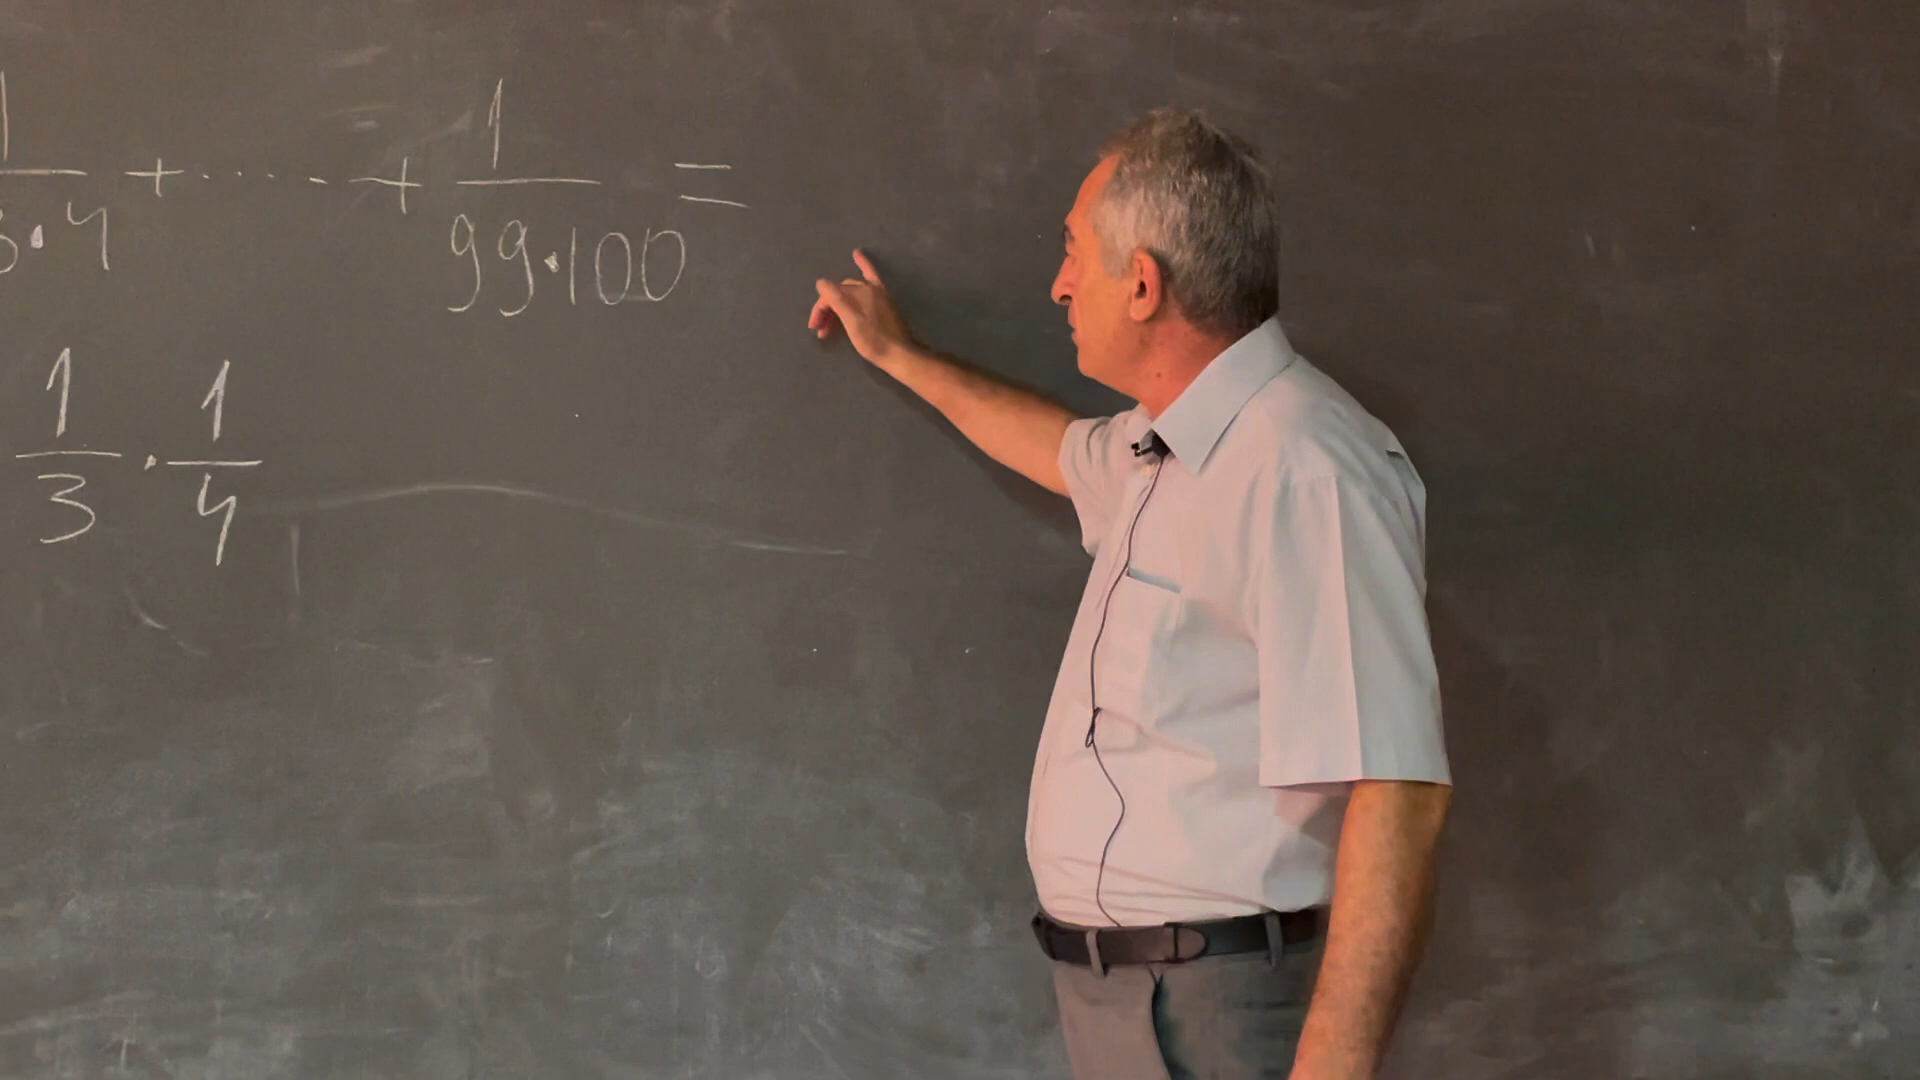 1/3·4 + ····· + 1/99·100 =
1/3 · 1/4